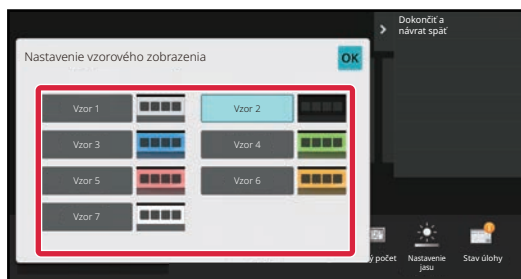 Dokončiť a
návrat späť
Nastavenie vzorového zobrazenia
OK
Vzor 1
Vzor 2
Vzor 3
Vzor 4
Vzor 5
Vzor 6
Vzor 7
počet
Nastavenie
jasu
Stav úlohy